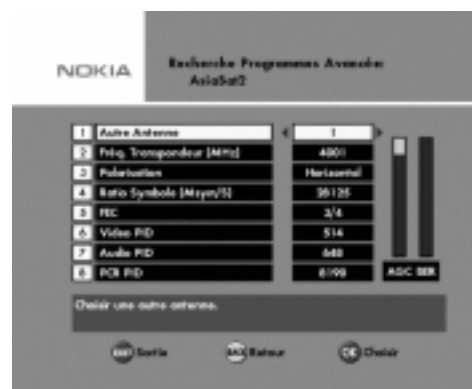 NOKIA
Recherche Programmes Avancée
AsiaSat2
1 Autre Antenne 1
2 Fréq. Transpondeur (MHz) 4001
3 Polarisation Horizontal
4 Ratio Symbole (Msym/S) 28125
5 FEC 3/4
6 Video PID 514
7 Audio PID 648
8 PCR PID 8190
AGC BER
Choisir une autre antenne.
Sortie Retour OK Choisir